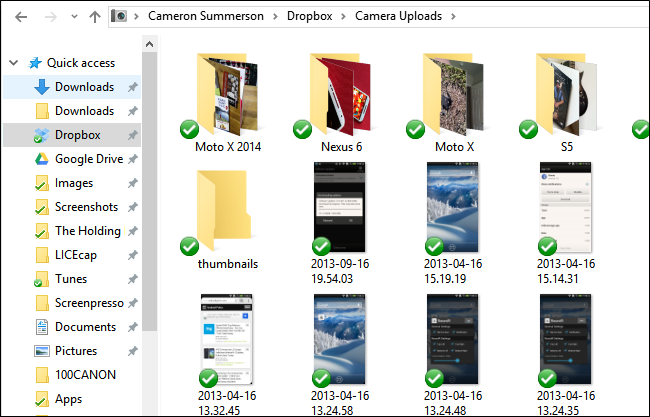 Cameron Summerson > Dropbox > Camera Uploads >
Quick access
Downloads
Downloads
Dropbox
Google Drive
Images
Screenshots
The Holding
LICEcap
Tunes
Screenpresso
Documents
Pictures
100CANON
Apps
Moto X 2014
Nexus 6
Moto X
S5
thumbnails
2013-09-16
19.54.03
2013-04-16
15.19.19
2013-04-16
15.14.31
2013-04-16
13.32.45
2013-04-16
13.24.58
2013-04-16
13.24.48
2013-04-16
13.24.35